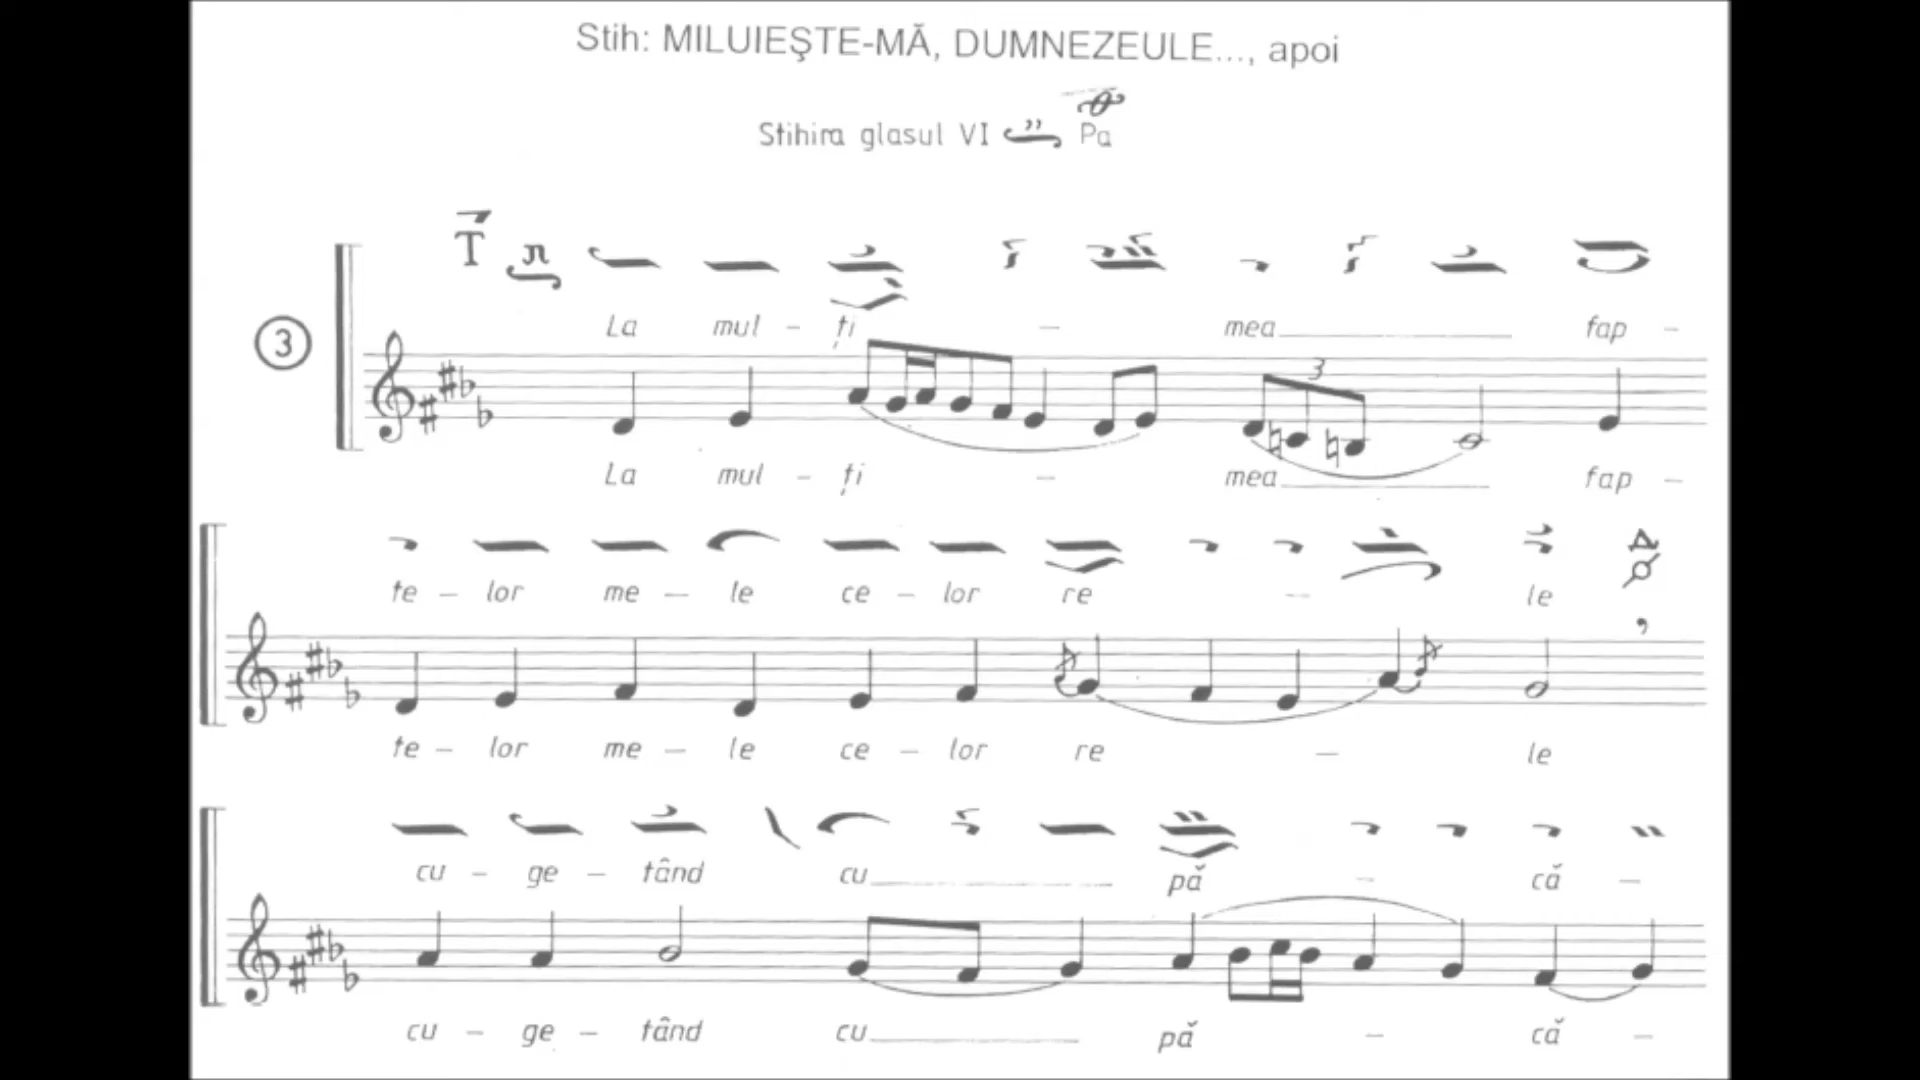 Stih: MILUIEŞTE-MĂ, DUMNEZEULE..., apoi
Stihira glasul VI Pa
3
La mul – ţi – mea fap –
3
La mul – ţi – mea fap –
te – lor me – le ce – lor re – le
te – lor me – le ce – lor re – le
cu – ge – tând cu pă – că –
cu – ge – tând cu pă – că –